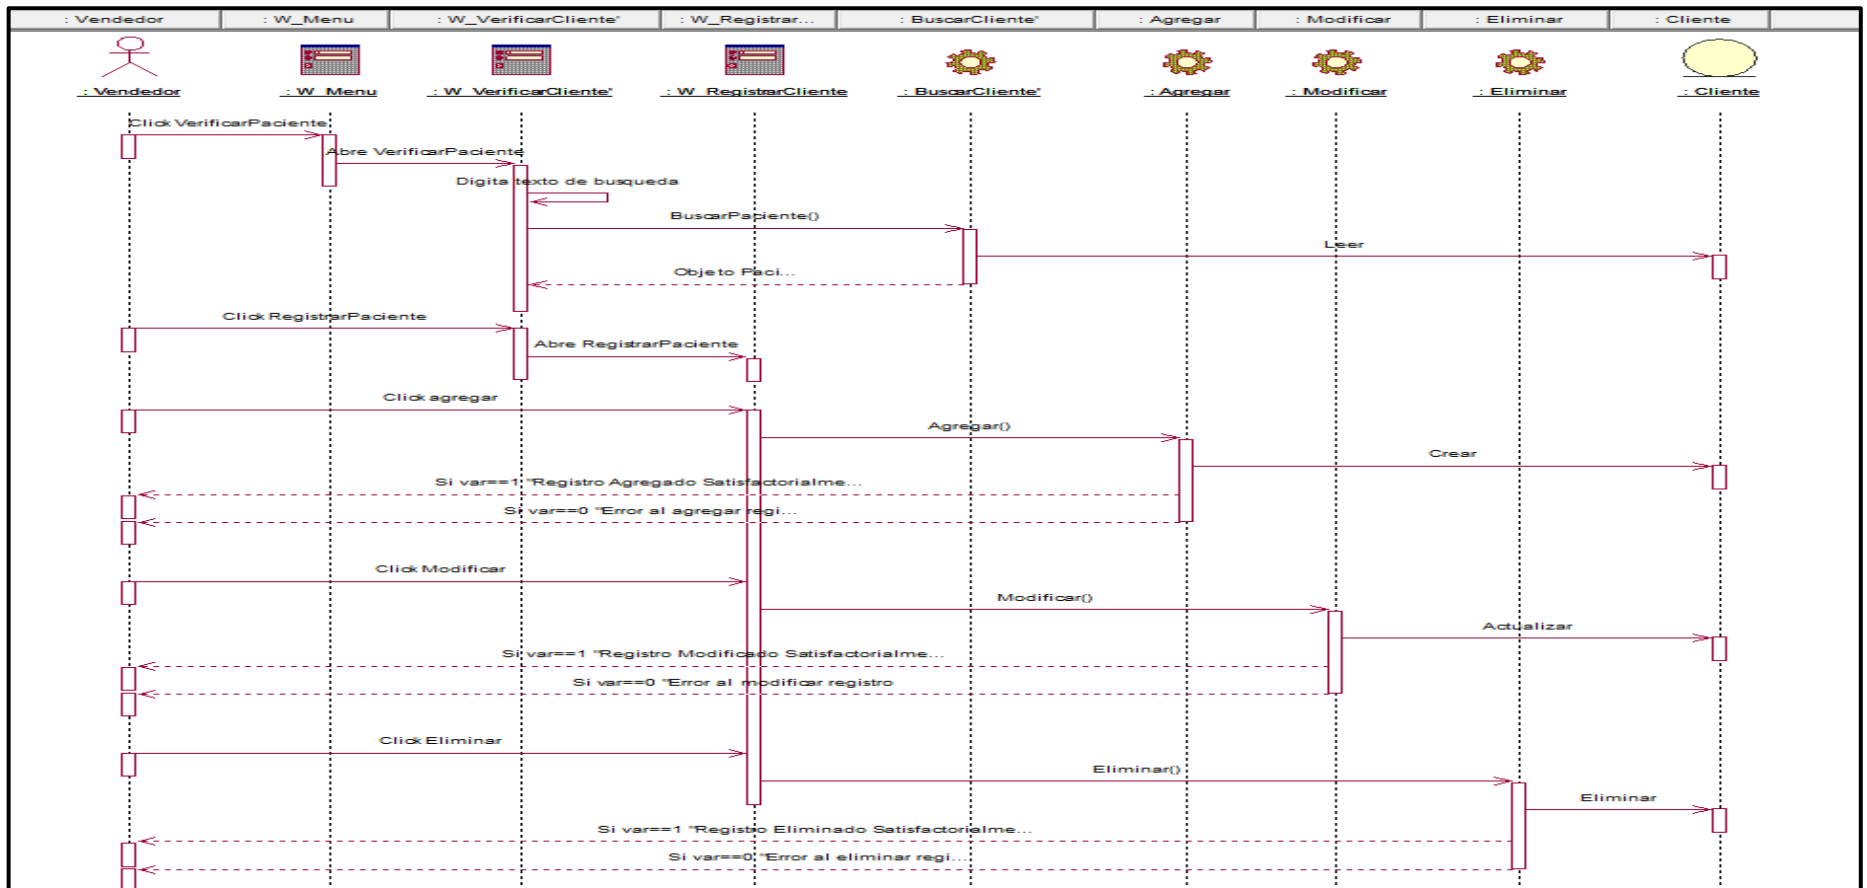 : Vendedor : W_Menu : W_VerificarCliente' : W_Registrar... : BuscarCliente' : Agregar : Modificar : Eliminar : Cliente
: Vendedor : W_Menu : W_VerificarCliente' : W_RegistrarCliente : BuscarCliente' : Agregar : Modificar : Eliminar : Cliente
Click VerificarPaciente
Abre VerificarPaciente
Digita texto de busqueda
BuscarPaciente()
Leer
Objeto Paci...
Click RegistrarPaciente
Abre RegistrarPaciente
Click agregar
Agregar()
Crear
Si var==1 "Registro Agregado Satisfactorialme...
Si var==0 "Error al agregar regi...
Click Modificar
Modificar()
Actualizar
Si var==1 "Registro Modificado Satisfactorialme...
Si var==0 "Error al modificar registro
Click Eliminar
Eliminar()
Eliminar
Si var==1 "Registro Eliminado Satisfactorialme...
Si var==0 "Error al eliminar regi...